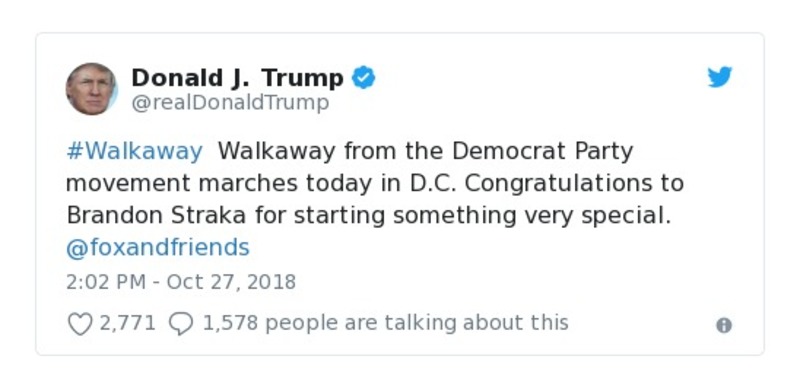 Donald J. Trump
@realDonaldTrump
#Walkaway Walkaway from the Democrat Party
movement marches today in D.C. Congratulations to
Brandon Straka for starting something very special.
@foxandfriends
2:02 PM - Oct 27, 2018
2,771 1,578 people are talking about this